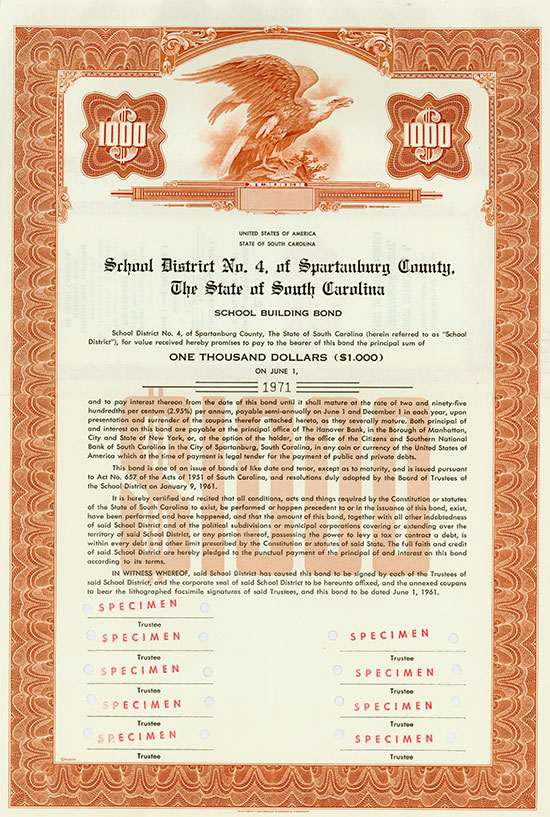 $1000
$1000
UNITED STATES OF AMERICA
STATE OF SOUTH CAROLINA
School District No. 4, of Spartanburg County,
The State of South Carolina
SCHOOL BUILDING BOND
School District No. 4, of Spartanburg County, The State of South Carolina (herein referred to as "School
District"), for value received hereby promises to pay to the bearer of this bond the principal sum of
ONE THOUSAND DOLLARS ($1.000)
ON JUNE 1,
1971
and to pay interest thereon from the date of this bond until it shall mature at the rate of two and ninety-five
hundredths per centum (2.95%) per annum, payable semi-annually on June 1 and December 1 in each year, upon
presentation and surrender of the coupons therefor attached hereto, as they severally mature. Both principal of
and interest on this bond are payable at the principal office of The Hanover Bank, in the Borough of Manhattan,
City and State of New York, or, at the option of the holder, at the office of the Citizens and Southern National
Bank of South Carolina in the City of Spartanburg, South Carolina, in any coin or currency of the United States of
America which at the time of payment is legal tender for the payment of public and private debts.
This bond is one of an issue of bonds of like date and tenor, except as to maturity, and is issued pursuant
to Act No. 657 of the Acts of 1951 of South Carolina, and resolutions duly adopted by the Board of Trustees of
the School District on January 9, 1961.
It is hereby certified and recited that all conditions, acts and things required by the Constitution or statutes
of the State of South Carolina to exist, be performed or happen precedent to or in the issuance of this bond, exist,
have been performed and have happened, and that the amount of this bond, together with all other indebtedness
of said School District and of the political subdivisions or municipal corporations covering or extending over the
territory of said School District, or any portion thereof, possessing the power to levy a tax or contract a debt, is
within every debt and other limit prescribed by the Constitution or statutes of said State. The full faith and credit
of said School District are hereby pledged to the punctual payment of the principal of and interest on this bond
according to its terms.
IN WITNESS WHEREOF, said School District has caused this bond to be signed by each of the Trustees of
said School District, and the corporate seal of said School District to be hereunto affixed, and the annexed coupons
to bear the lithographed facsimile signatures of said Trustees, and this bond to be dated June 1, 1961.
SPECIMEN
Trustee
SPECIMEN SPECIMEN
Trustee Trustee
SPECIMEN SPECIMEN
Trustee Trustee
SPECIMEN SPECIMEN
Trustee Trustee
SPECIMEN SPECIMEN
Trustee Trustee